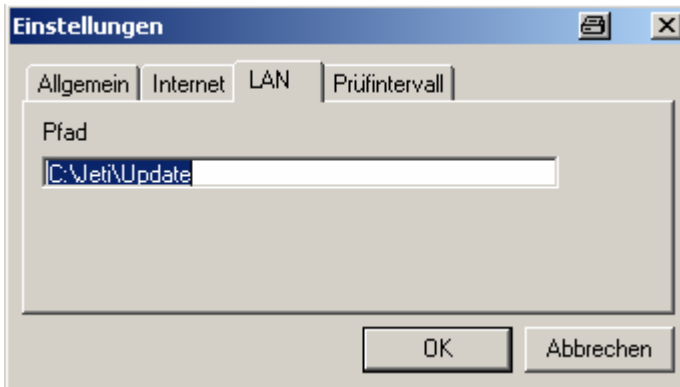 Einstellungen
Allgemein Internet LAN Prüfintervall
Pfad
C:\Jeti\Update
OK Abbrechen